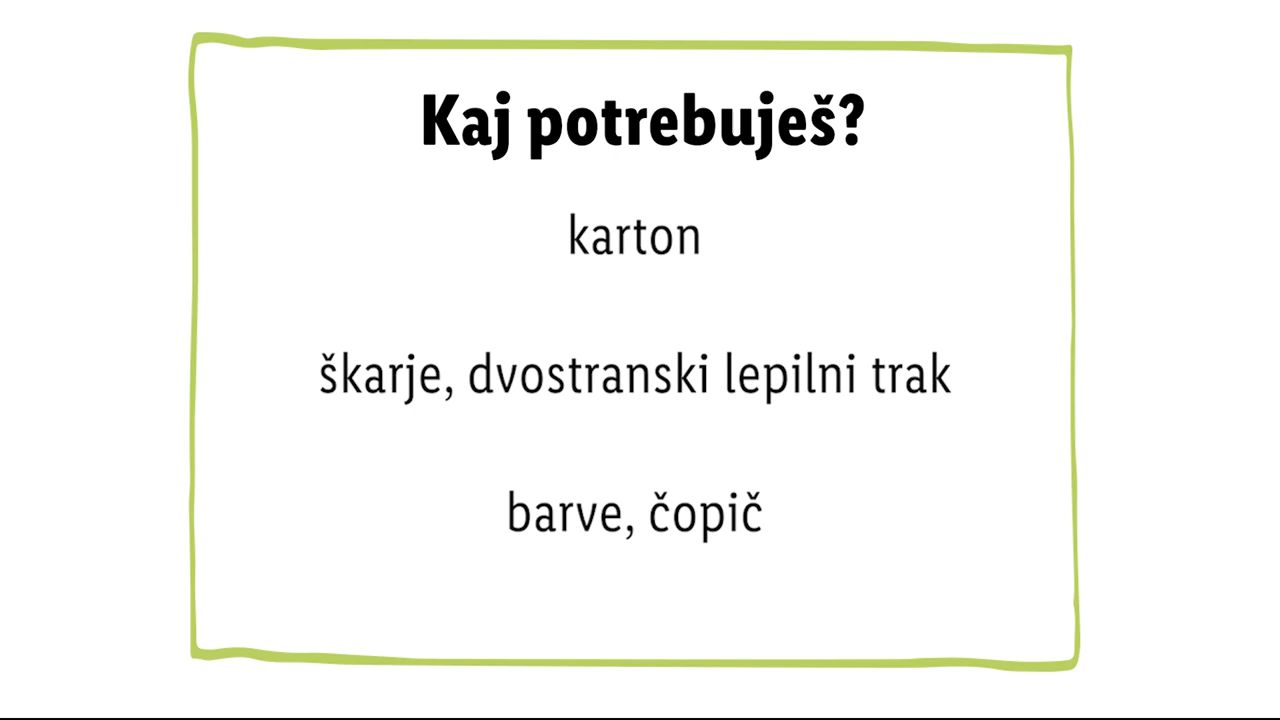 Kaj potrebuješ?
karton
škarje, dvostranski lepilni trak
barve, čopič